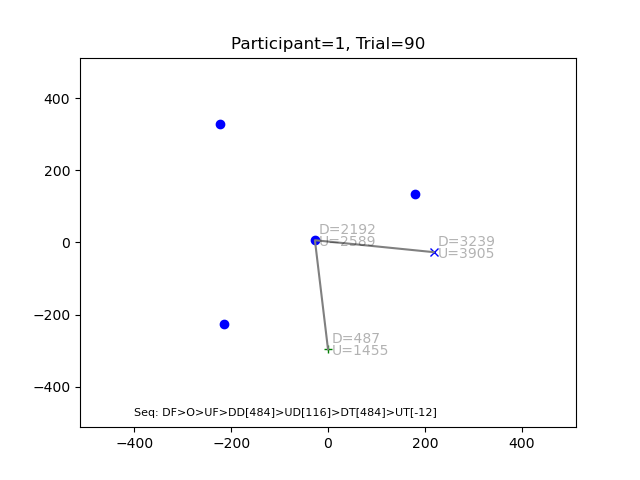 Participant=1, Trial=90
400
200
0
−200
−400
D=2192
U=2589
D=3239
U=3905
D=487
U=1455
Seq: DF>O>UF>DD[484]>UD[116]>DT[484]>UT[-12]
−400
−200
0
200
400